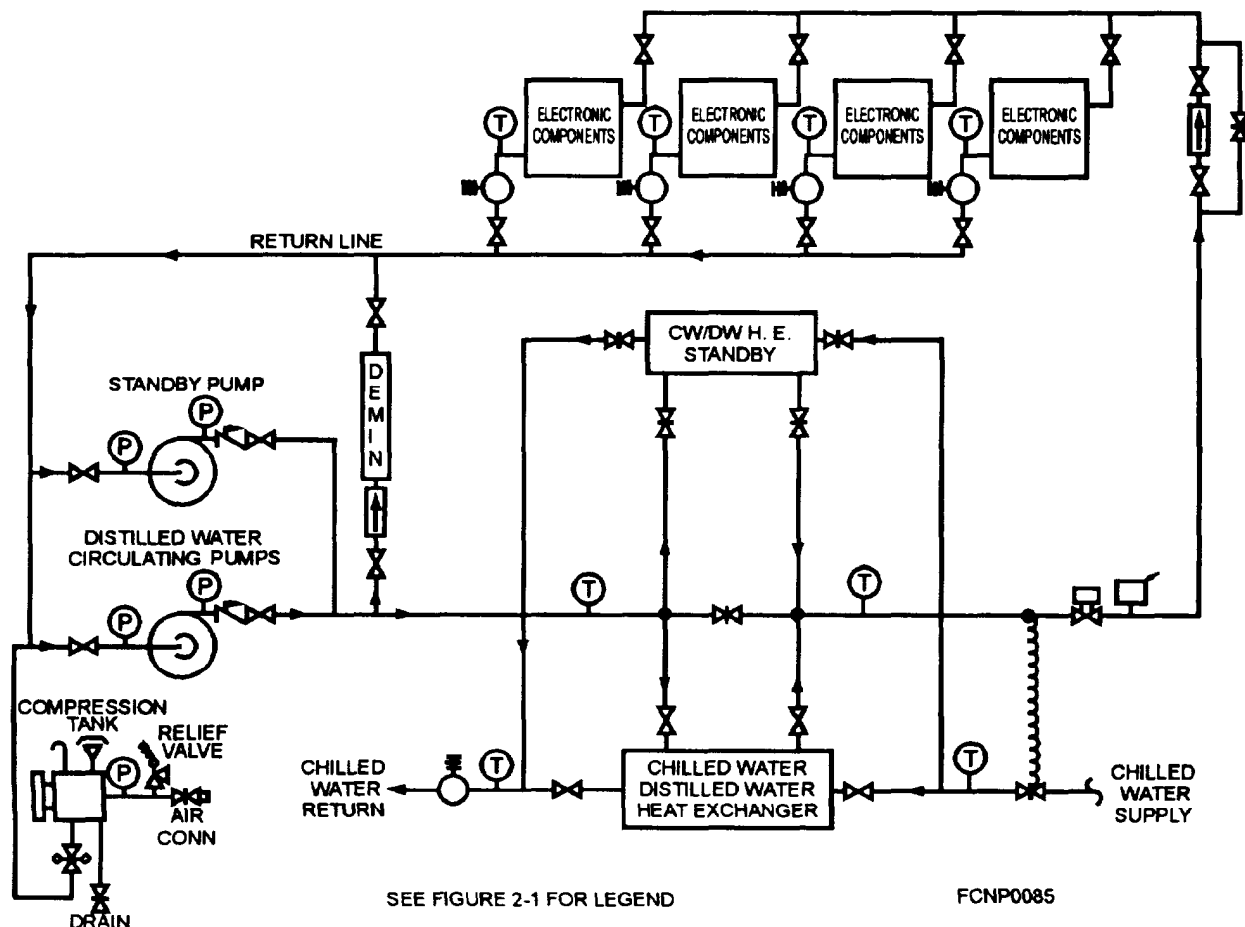 ELECTRONIC
COMPONENTS
ELECTRONIC
COMPONENTS
ELECTRONIC
COMPONENTS
ELECTRONIC
COMPONENTS
T
T
T
T
RETURN LINE
CW/DW H. E.
STANDBY
DEMIN
STANDBY PUMP
P
P
DISTILLED WATER
CIRCULATING PUMPS
P
P
T
T
COMPRESSION
TANK
RELIEF
VALVE
P
AIR
CONN
DRAIN
CHILLED
WATER
RETURN
T
CHILLED WATER
DISTILLED WATER
HEAT EXCHANGER
T
CHILLED
WATER
SUPPLY
SEE FIGURE 2-1 FOR LEGEND
FCNP0085